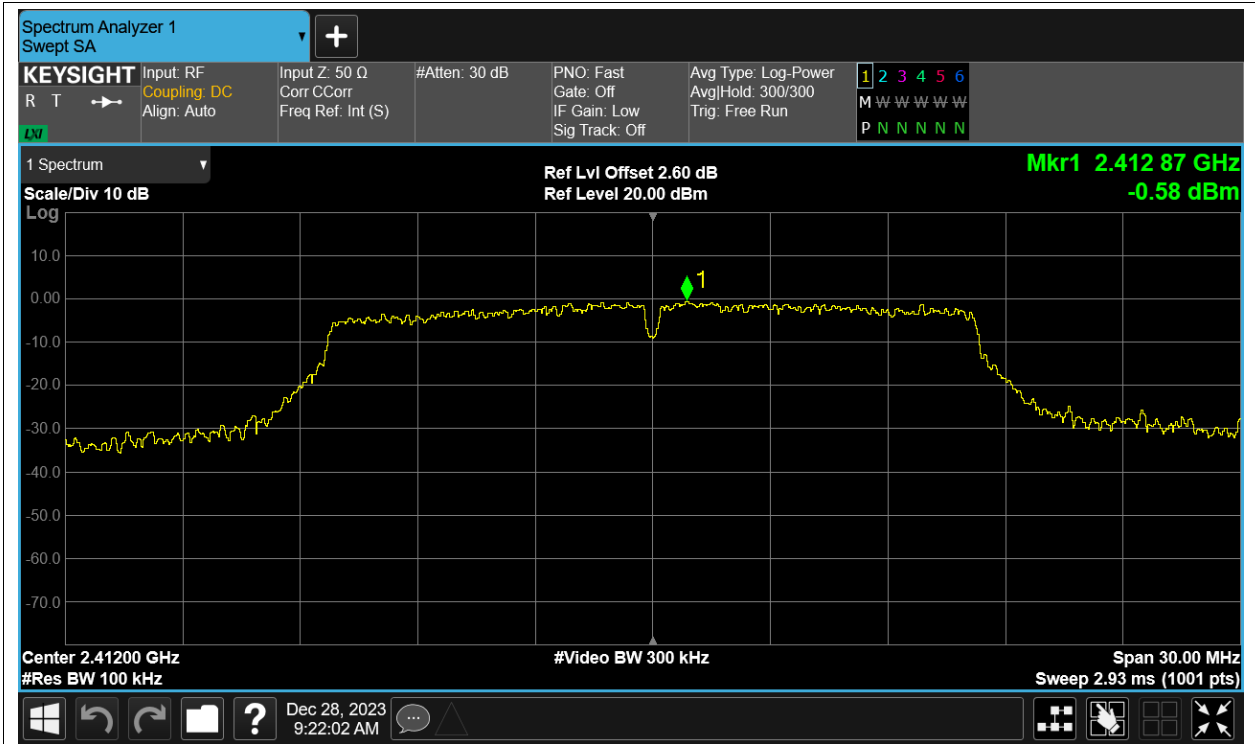 Spectrum Analyzer 1
Swept SA
KEYSIGHT
R T
LXI
Input: RF
Coupling: DC
Align: Auto
Input Z: 50 Ω
Corr CCorr
Freq Ref: Int (S)
#Atten: 30 dB
PNO: Fast
Gate: Off
IF Gain: Low
Sig Track: Off
Avg Type: Log-Power
Avg|Hold: 300/300
Trig: Free Run
1 2 3 4 5 6
M W W W W W
P N N N N N
1 Spectrum
Scale/Div 10 dB
Log
Ref Lvl Offset 2.60 dB
Ref Level 20.00 dBm
Mkr1 2.412 87 GHz
-0.58 dBm
10.0
0.00
-10.0
-20.0
-30.0
-40.0
-50.0
-60.0
-70.0
1
Center 2.41200 GHz
#Res BW 100 kHz
#Video BW 300 kHz
Span 30.00 MHz
Sweep 2.93 ms (1001 pts)
?
Dec 28, 2023
9:22:02 AM